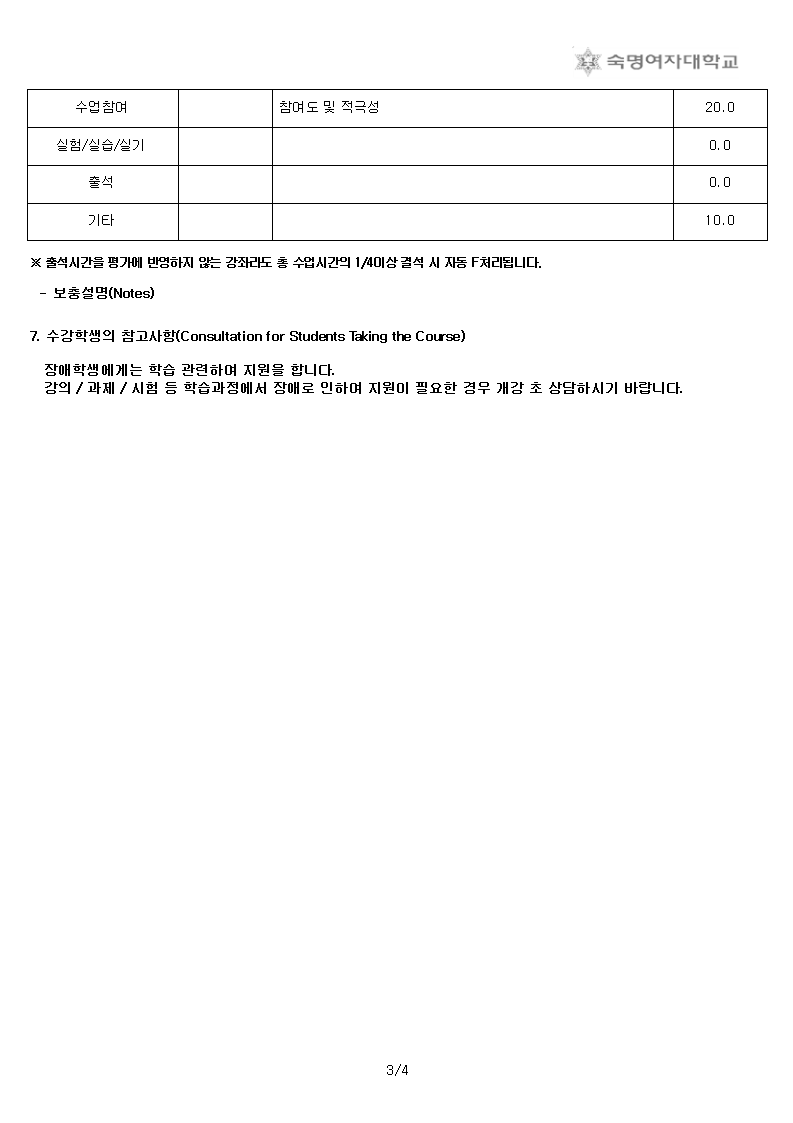 숙명여자대학교
수업참여 참여도 및 적극성 20.0
실험/실습/실기 0.0
출석 0.0
기타 10.0
※ 출석시간을 평가에 반영하지 않는 강좌라도 총 수업시간의 1/4이상 결석 시 자동 F처리됩니다.
- 보충설명(Notes)
7. 수강학생의 참고사항(Consultation for Students Taking the Course)
장애학생에게는 학습 관련하여 지원을 합니다.
강의 / 과제 / 시험 등 학습과정에서 장애로 인하여 지원이 필요한 경우 개강 초 상담하시기 바랍니다.
3/4